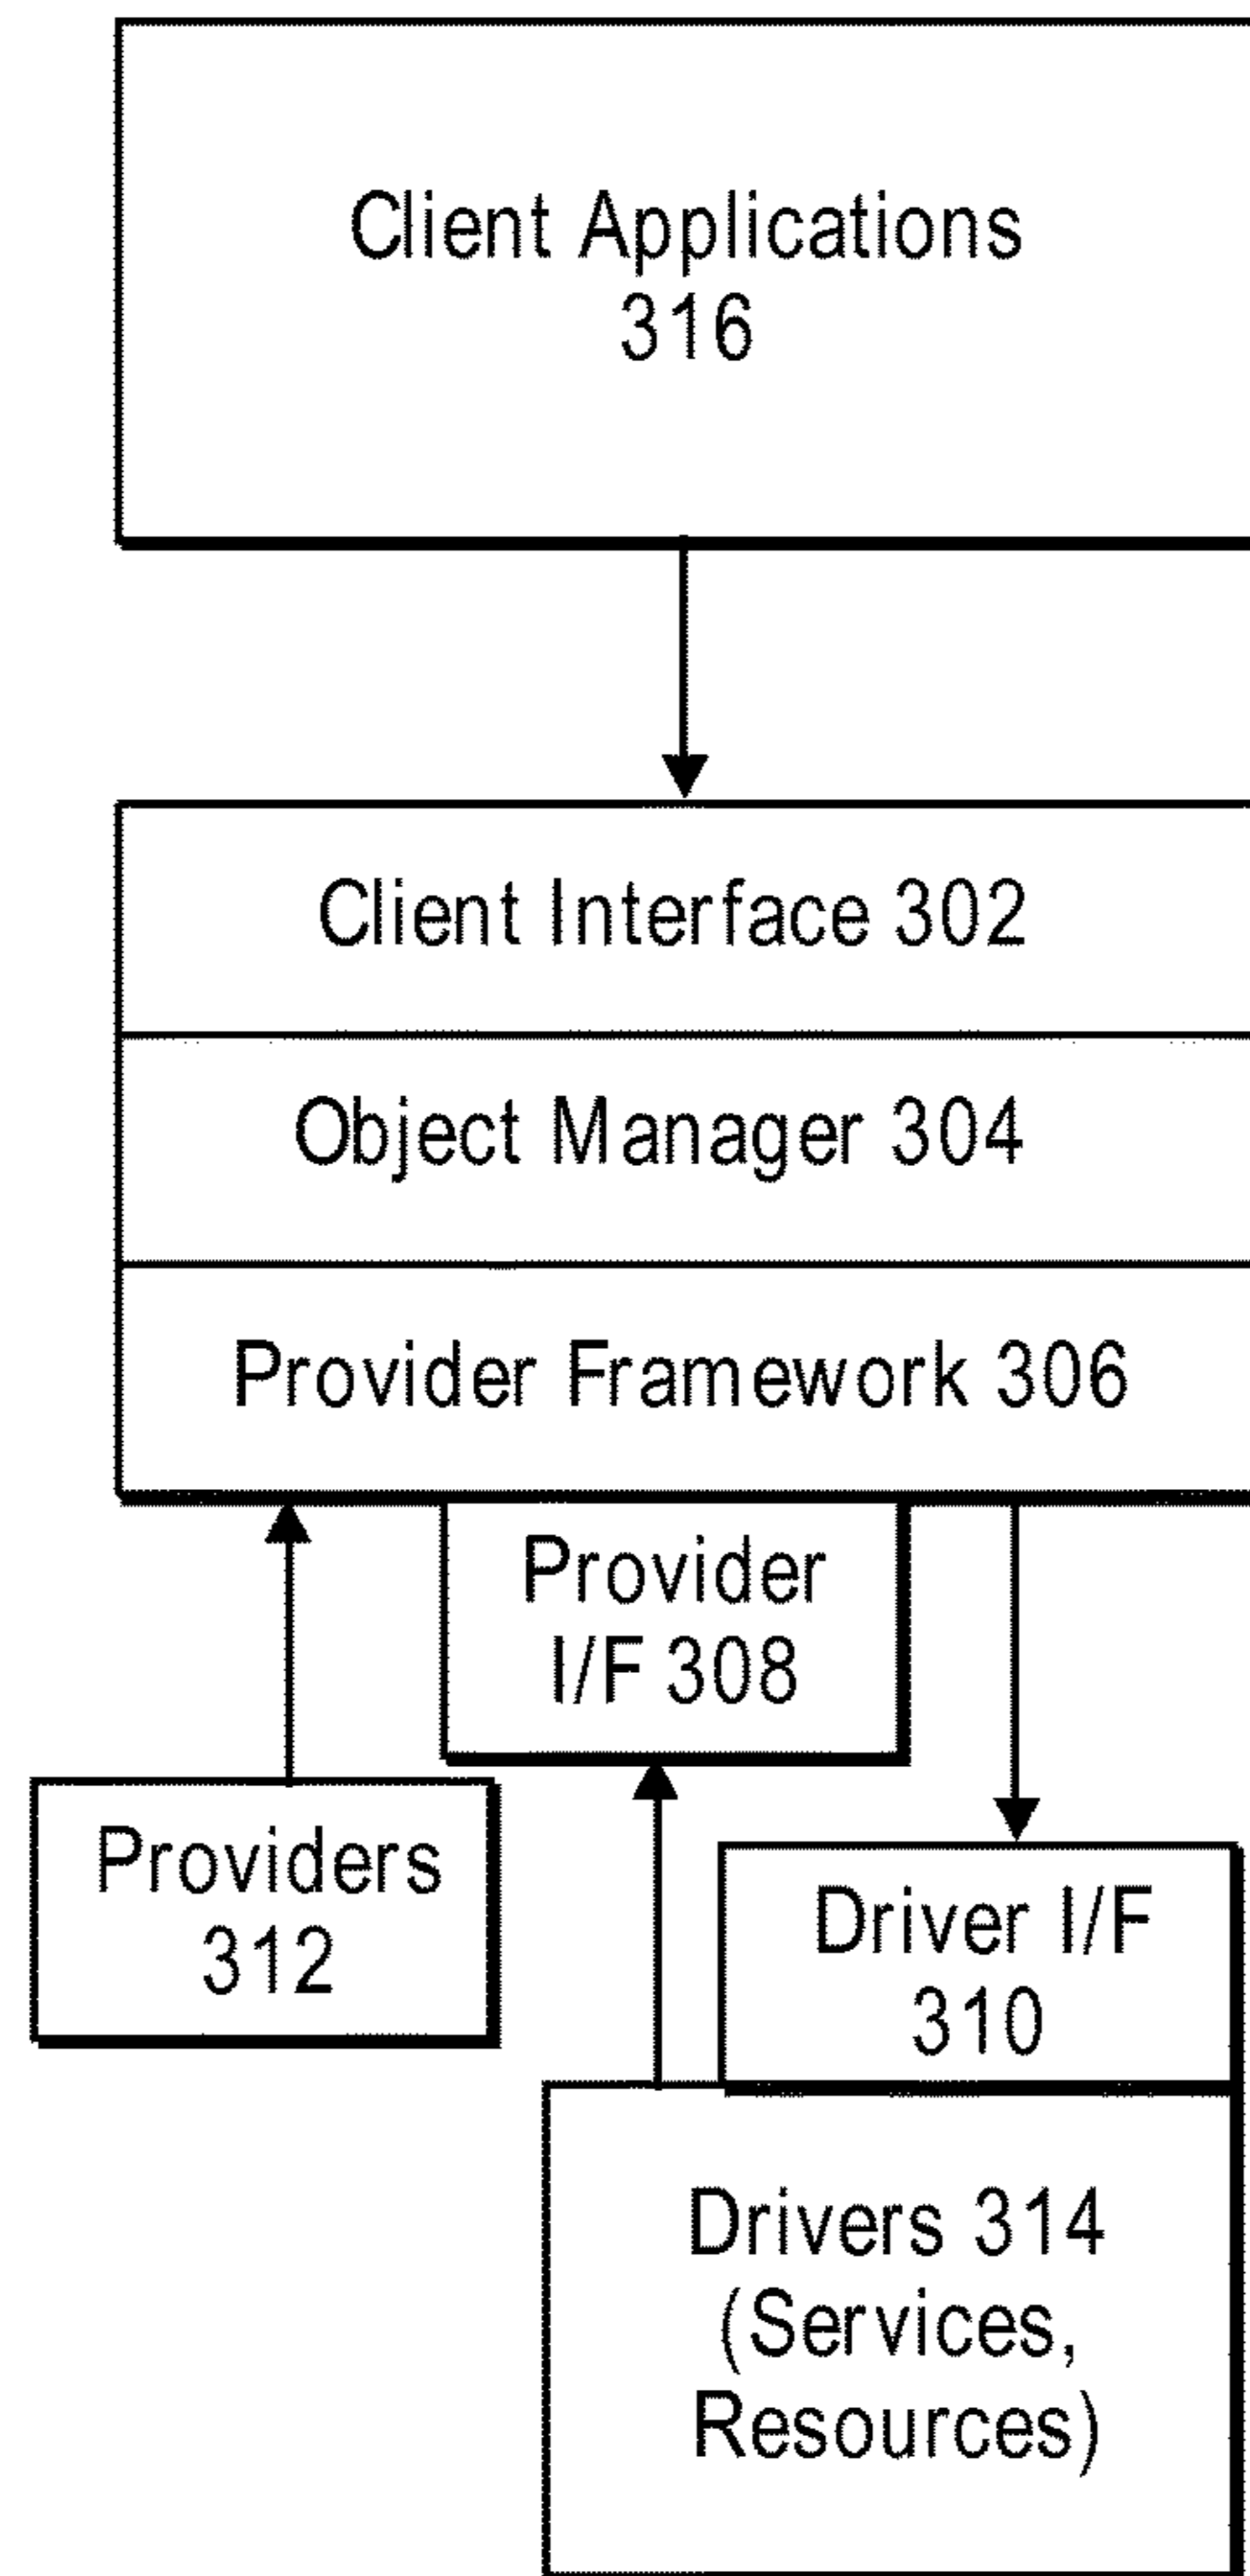 Client Applications
316
Client Interface 302
Object Manager 304
Provider Framework 306
Provider
I/F 308
Providers
312
Driver I/F
310
Drivers 314
(Services,
Resources)